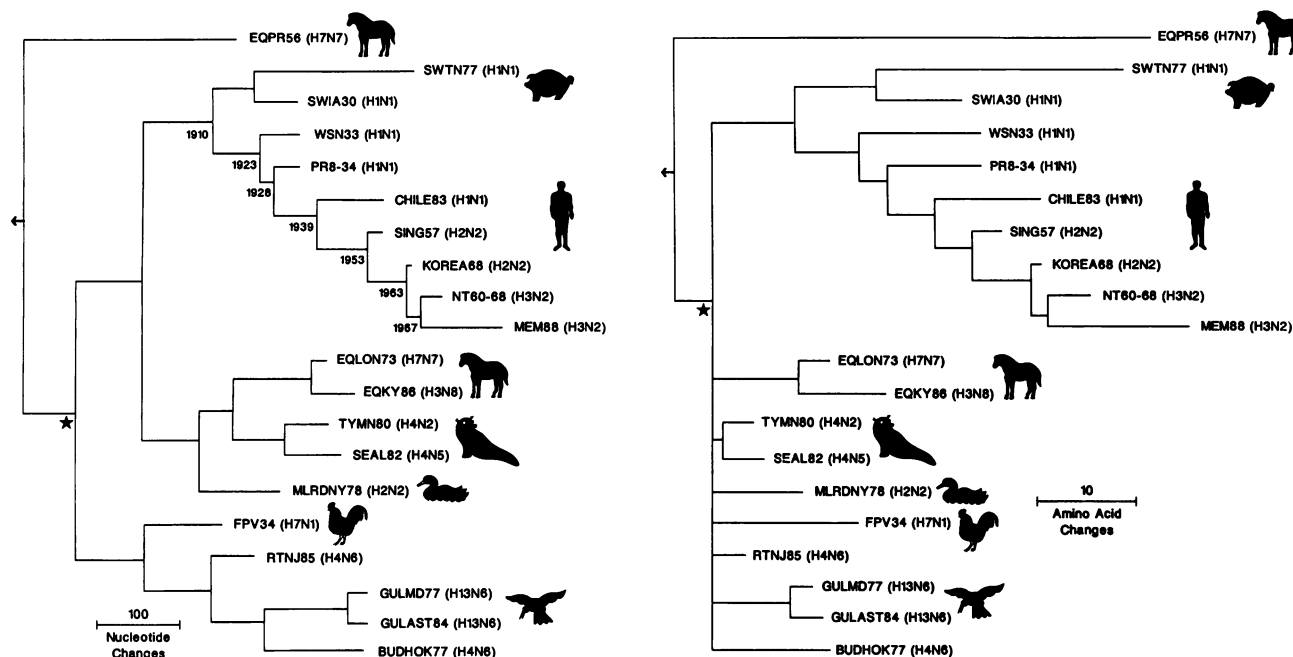 EQPR56 (H7N7)
SWTN77 (H1N1)
SWIA30 (H1N1)
1910
WSN33 (H1N1)
1923
PR8-34 (H1N1)
1928
CHILE83 (H1N1)
1939
SING57 (H2N2)
1953
KOREA68 (H2N2)
1963
NT60-68 (H3N2)
1967
MEM88 (H3N2)
EQLON73 (H7N7)
EQKY86 (H3N8)
TYMN80 (H4N2)
SEAL82 (H4N5)
MLRDNY78 (H2N2)
FPV34 (H7N1)
RTNJ85 (H4N6)
GULMD77 (H13N6)
GULAST84 (H13N6)
BUDHOK77 (H4N6)
100
Nucleotide
Changes
EQPR56 (H7N7)
SWTN77 (H1N1)
SWIA30 (H1N1)
WSN33 (H1N1)
PR8-34 (H1N1)
CHILE83 (H1N1)
SING57 (H2N2)
KOREA68 (H2N2)
NT60-68 (H3N2)
MEM88 (H3N2)
EQLON73 (H7N7)
EQKY86 (H3N8)
TYMN80 (H4N2)
SEAL82 (H4N5)
MLRDNY78 (H2N2)
FPV34 (H7N1)
RTNJ85 (H4N6)
GULMD77 (H13N6)
GULAST84 (H13N6)
BUDHOK77 (H4N6)
10
Amino Acid
Changes